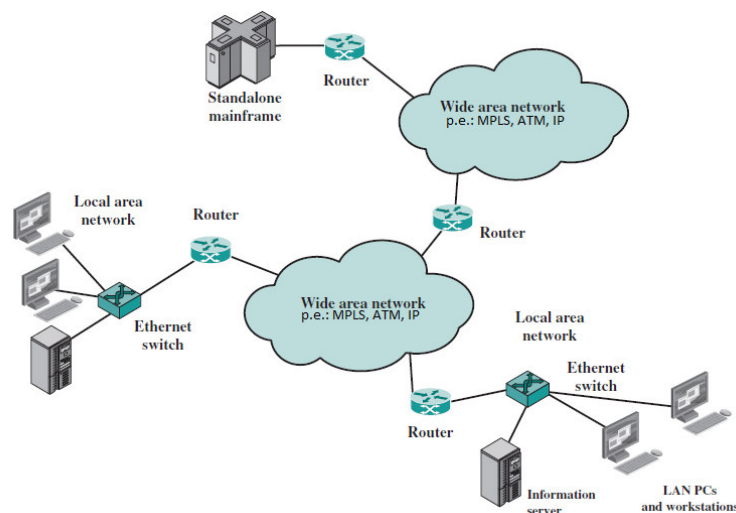 Router
Standalone
mainframe
Wide area network
p.e.: MPLS, ATM, IP
Local area
network
Router
Router
Wide area network
p.e.: MPLS, ATM, IP
Ethernet
switch
Local area
network
Ethernet
switch
Router
Information
server
LAN PCs
and workstations